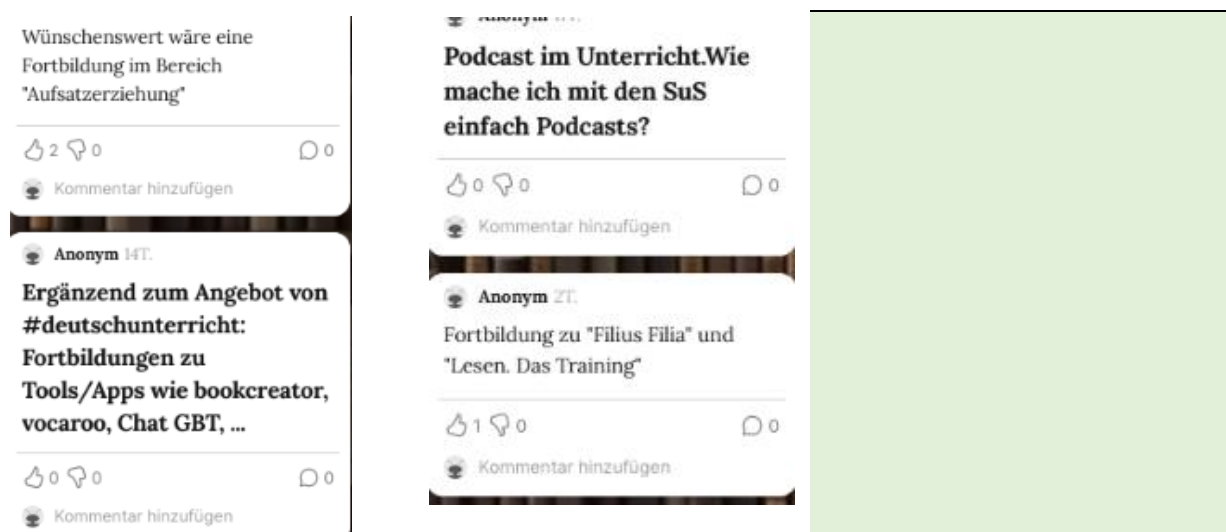 Wünschenswert wäre eine
Fortbildung im Bereich
"Aufsatzerziehung"
2 0 0
Kommentar hinzufügen
Anonym 14T.
Ergänzend zum Angebot von
#deutschunterricht:
Fortbildungen zu
Tools/Apps wie bookcreator,
vocaroo, Chat GBT, ...
0 0 0
Kommentar hinzufügen
Anonym
Podcast im Unterricht.Wie
mache ich mit den SuS
einfach Podcasts?
0 0 0
Kommentar hinzufügen
Anonym 2T.
Fortbildung zu "Filius Filia" und
"Lesen. Das Training"
1 0 0
Kommentar hinzufügen